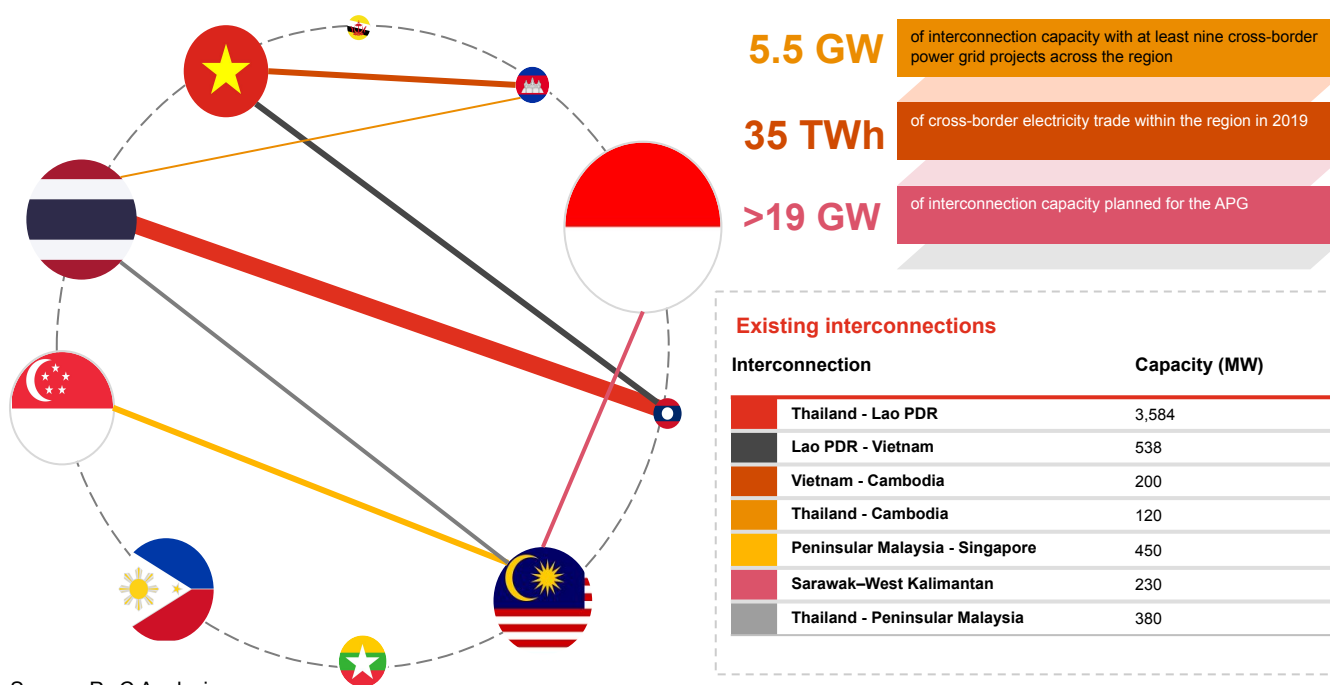 5.5 GW
of interconnection capacity with at least nine cross-border
power grid projects across the region
35 TWh
of cross-border electricity trade within the region in 2019
>19 GW
of interconnection capacity planned for the APG
Existing interconnections
Interconnection Capacity (MW)
Thailand - Lao PDR 3,584
Lao PDR - Vietnam 538
Vietnam - Cambodia 200
Thailand - Cambodia 120
Peninsular Malaysia - Singapore 450
Sarawak–West Kalimantan 230
Thailand - Peninsular Malaysia 380